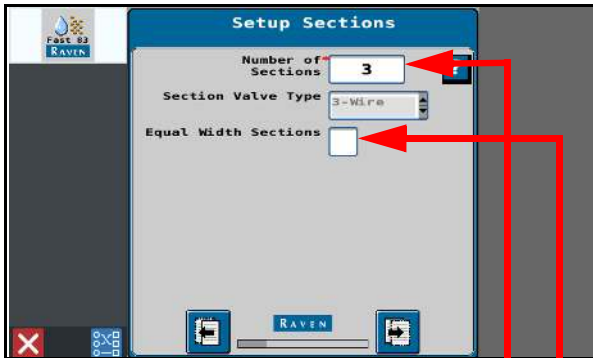 Setup Sections
Fast 83
RAVEN
Number of
Sections
3
Section Valve Type
3-Wire
Equal Width Sections
RAVEN